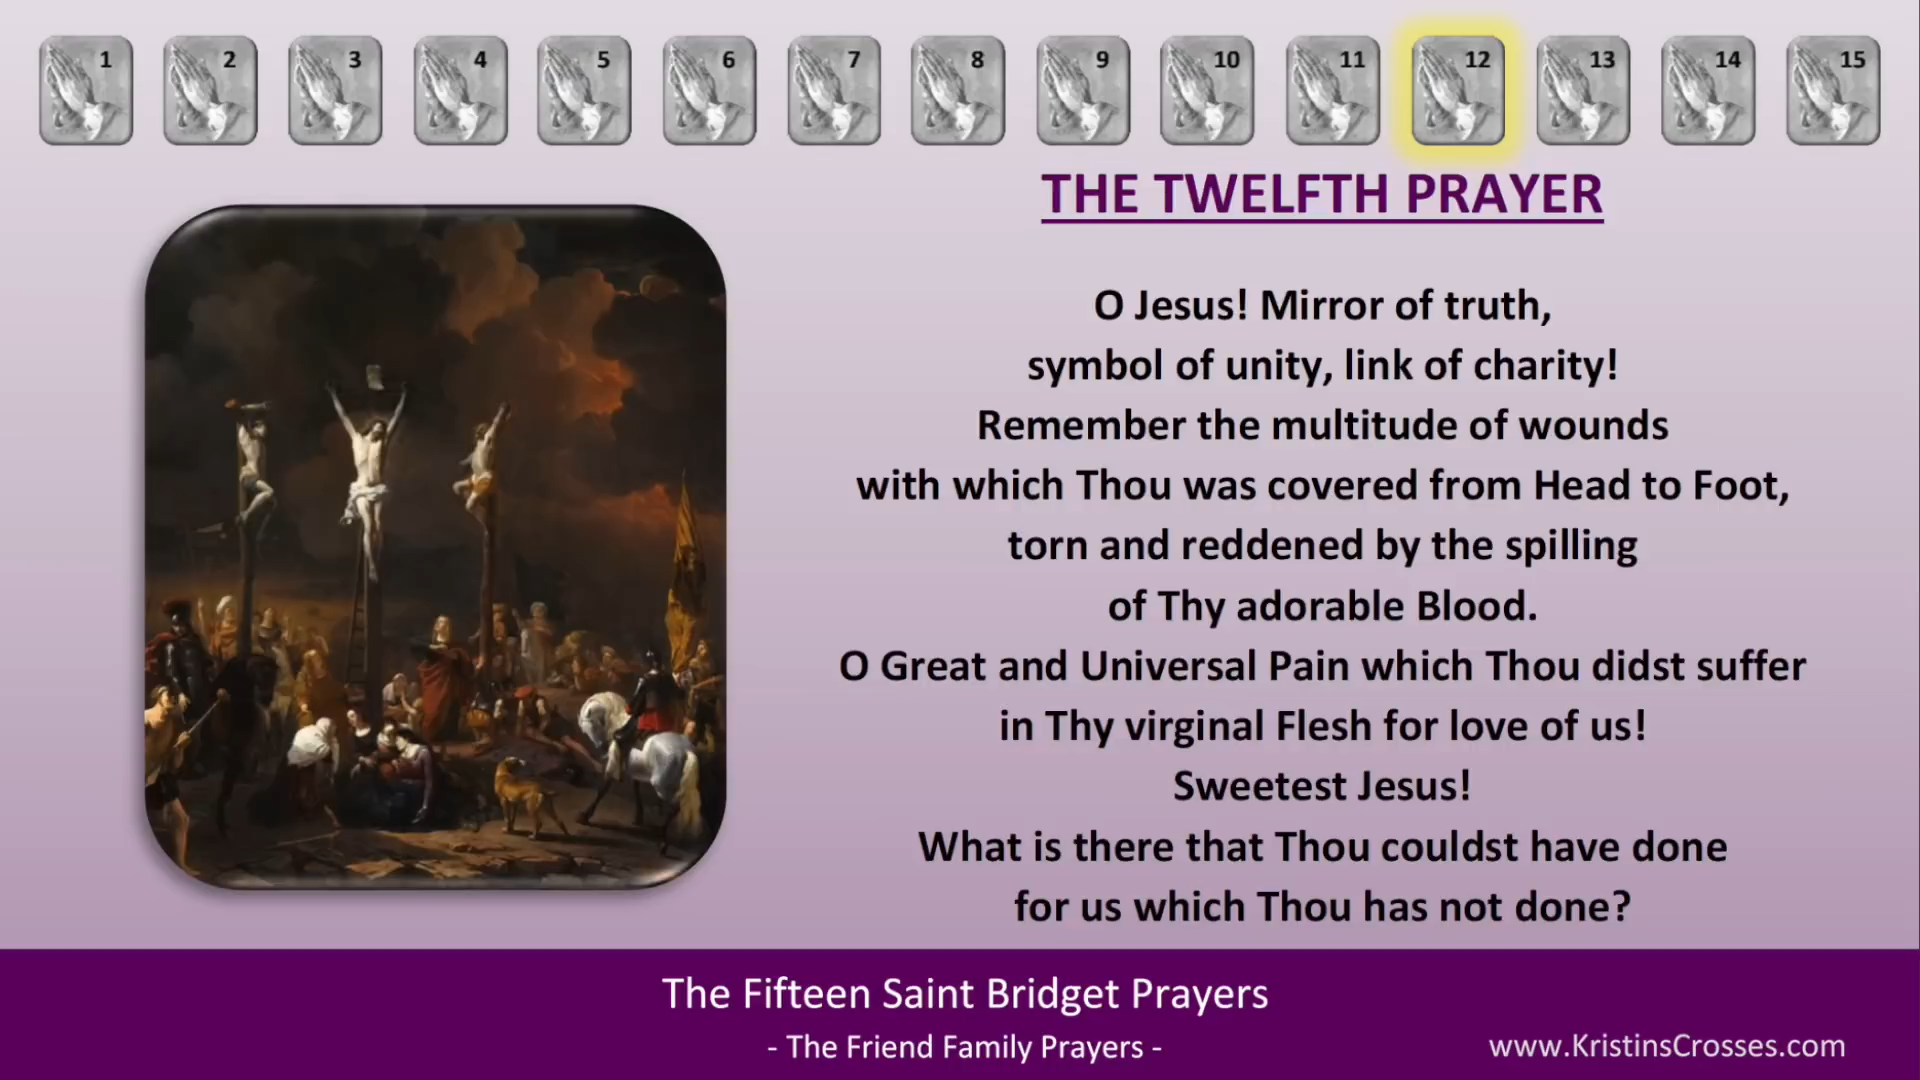 1 2 3 4 5 6 7 8 9 10 11 12 13 14 15
THE TWELFTH PRAYER
O Jesus! Mirror of truth,
symbol of unity, link of charity!
Remember the multitude of wounds
with which Thou was covered from Head to Foot,
torn and reddened by the spilling
of Thy adorable Blood.
O Great and Universal Pain which Thou didst suffer
in Thy virginal Flesh for love of us!
Sweetest Jesus!
What is there that Thou couldst have done
for us which Thou has not done?
The Fifteen Saint Bridget Prayers
- The Friend Family Prayers -
www.KristinsCrosses.com